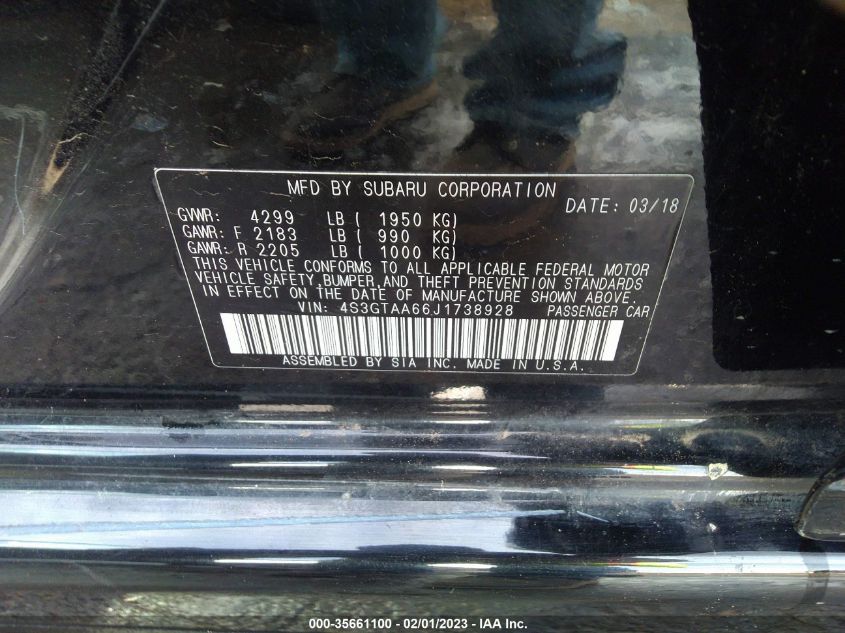 MFD BY SUBARU CORPORATION DATE: 03/18
GVWR: 4299 LB ( 1950 KG)
GAWR: F 2183 LB ( 990 KG)
GAWR: R 2205 LB ( 1000 KG)
THIS VEHICLE CONFORMS TO ALL APPLICABLE FEDERAL MOTOR
VEHICLE SAFETY,BUMPER,AND THEFT PREVENTION STANDARDS
IN EFFECT ON THE DATE OF MANUFACTURE SHOWN ABOVE.
VIN: 4S3GTAA66J1738928 PASSENGER CAR
ASSEMBLED BY SIA INC. MADE IN U.S.A.
000-35661100 - 02/01/2023 - IAA Inc.